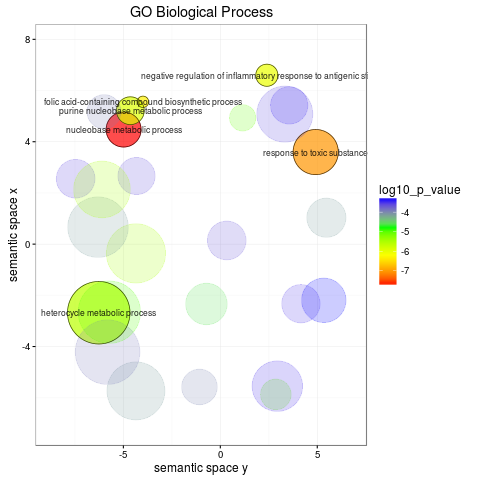 GO Biological Process
8
negative regulation of inflammatory response to antigenic sti
folic acid-containing compound biosynthetic process
purine nucleobase metabolic process
nucleobase metabolic process
4
response to toxic substance
0
heterocycle metabolic process
-4
-5
0
5
semantic space y
semantic space x
log10_p_value
-4
-5
-6
-7